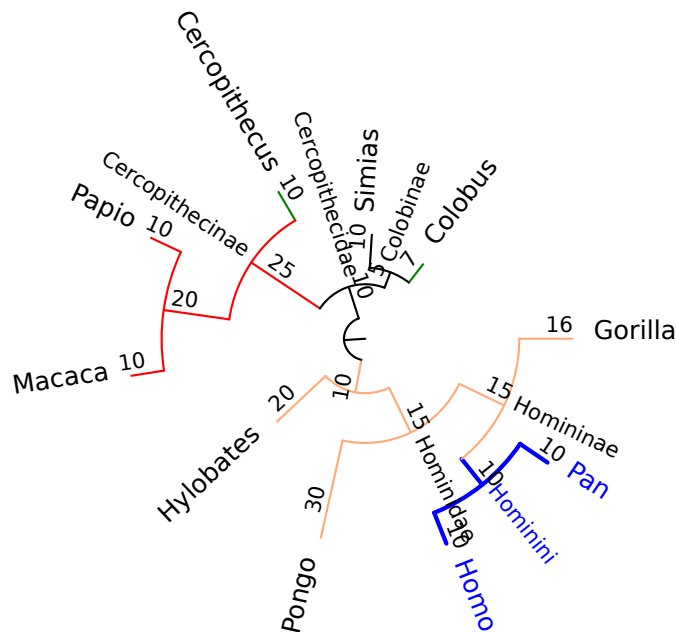 Cercopithecus
10
Cercopithecidae
10
Simias
10
Colobinae
5
Colobus
7
Cercopithecinae
25
Papio
10
20
Macaca
10
10
Hylobates
20
Pongo
30
Hominidae
15
Homininae
15
Gorilla
16
Pan
10
Hominini
10
Homo
10